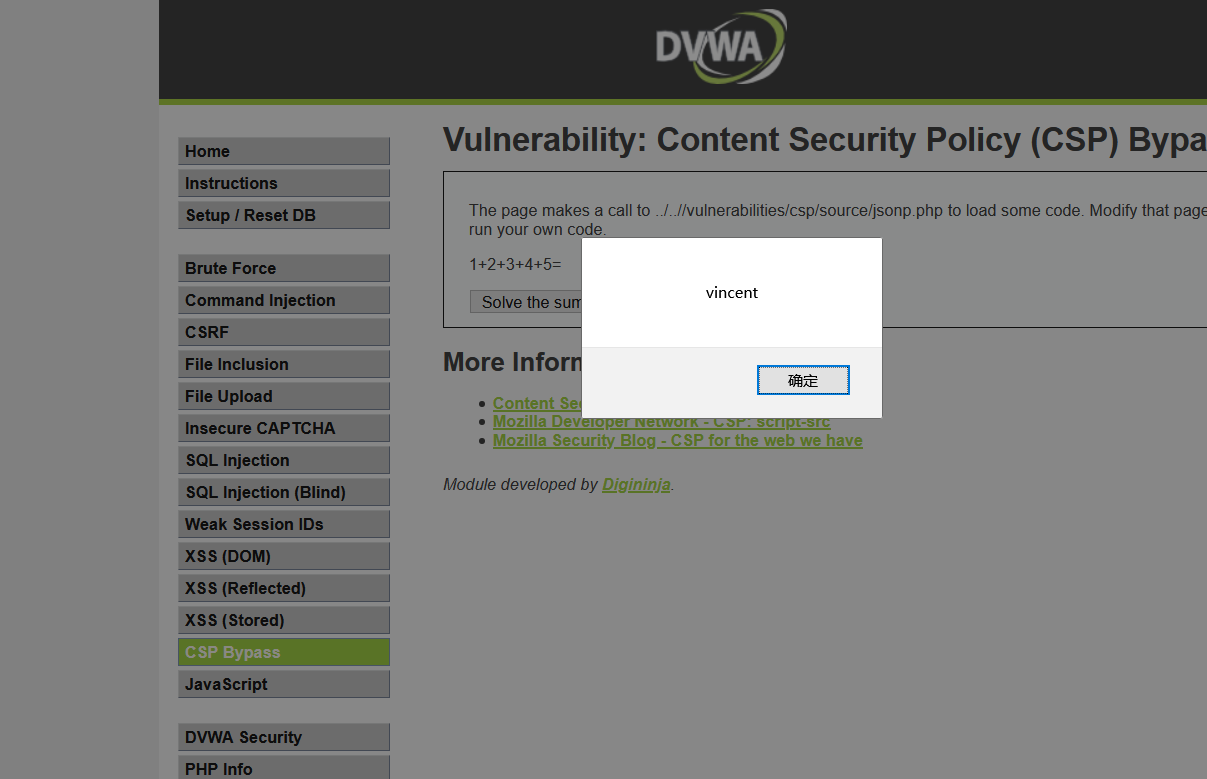 DVWA
Home
Instructions
Setup / Reset DB
Brute Force
Command Injection
CSRF
File Inclusion
File Upload
Insecure CAPTCHA
SQL Injection
SQL Injection (Blind)
Weak Session IDs
XSS (DOM)
XSS (Reflected)
XSS (Stored)
CSP Bypass
JavaScript
DVWA Security
PHP Info
Vulnerability: Content Security Policy (CSP) Bypa
The page makes a call to ../..//vulnerabilities/csp/source/jsonp.php to load some code. Modify that page
run your own code.
1+2+3+4+5=
Solve the sum
vincent
确定
More Inforn
Content Sec
Mozilla Developer Network - CSP: script-src
Mozilla Security Blog - CSP for the web we have
Module developed by Digininja.